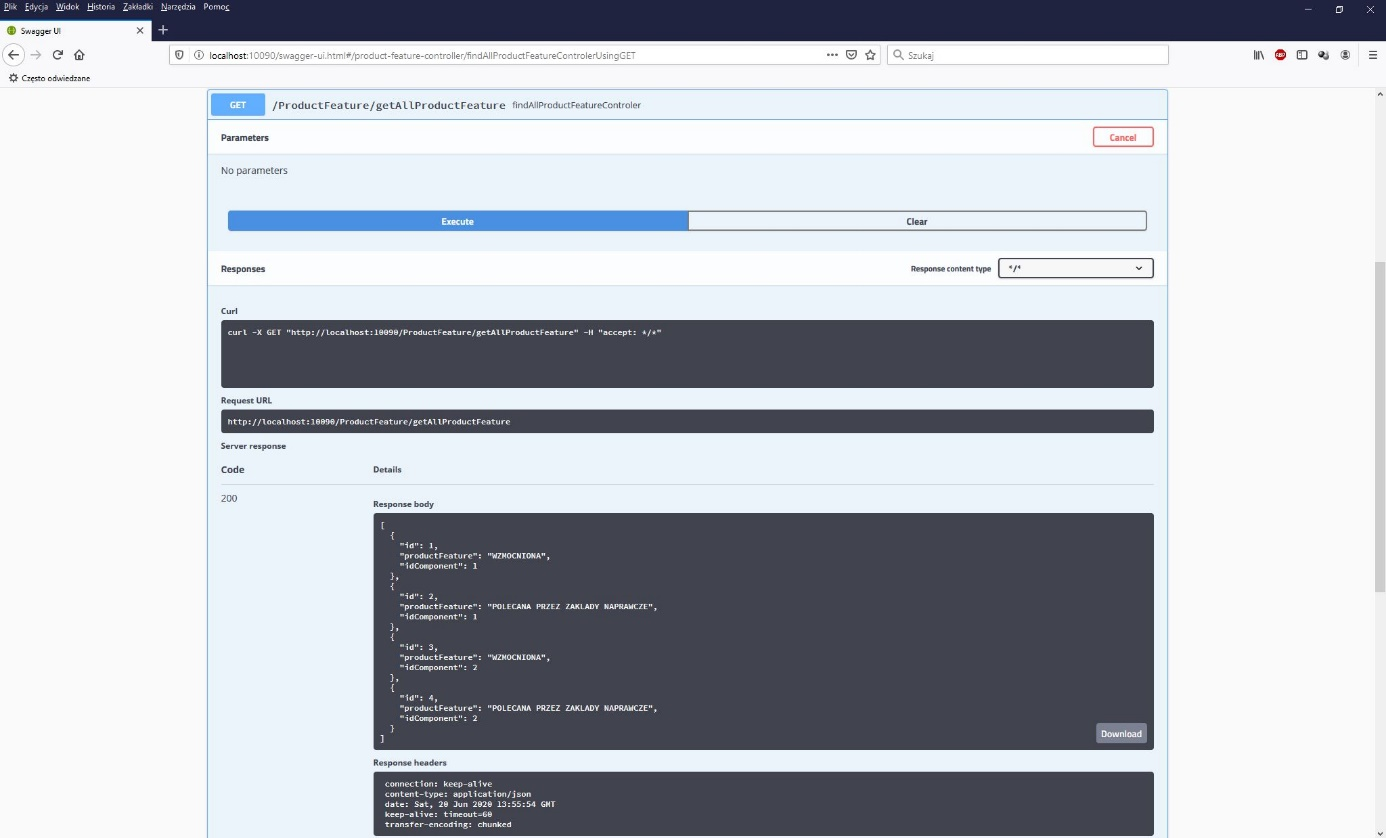 Plik Edycja Widok Historia Zakładki Narzędzia Pomoc
Swagger UI
localhost:10090/swagger-ui.html#/product-feature-controller/findAllProductFeatureControlerUsingGET
Szukaj
ABP
Często odwiedzane
GET /ProductFeature/getAllProductFeature findAllProductFeatureControler
Parameters
Cancel
No parameters
Execute
Clear
Responses
Response content type */*
Curl
curl -X GET "http://localhost:10090/ProductFeature/getAllProductFeature" -H "accept: */*"
Request URL
http://localhost:10090/ProductFeature/getAllProductFeature
Server response
Code Details
200
Response body
[
{
"id": 1,
"productFeature": "WZMOCNIONA",
"idComponent": 1
},
{
"id": 2,
"productFeature": "POLECANA PRZEZ ZAKLADY NAPRAWCZE",
"idComponent": 1
},
{
"id": 3,
"productFeature": "WZMOCNIONA",
"idComponent": 2
},
{
"id": 4,
"productFeature": "POLECANA PRZEZ ZAKLADY NAPRAWCZE",
"idComponent": 2
}
]
Download
Response headers
connection: keep-alive
content-type: application/json
date: Sat, 20 Jun 2020 13:55:54 GMT
keep-alive: timeout=60
transfer-encoding: chunked